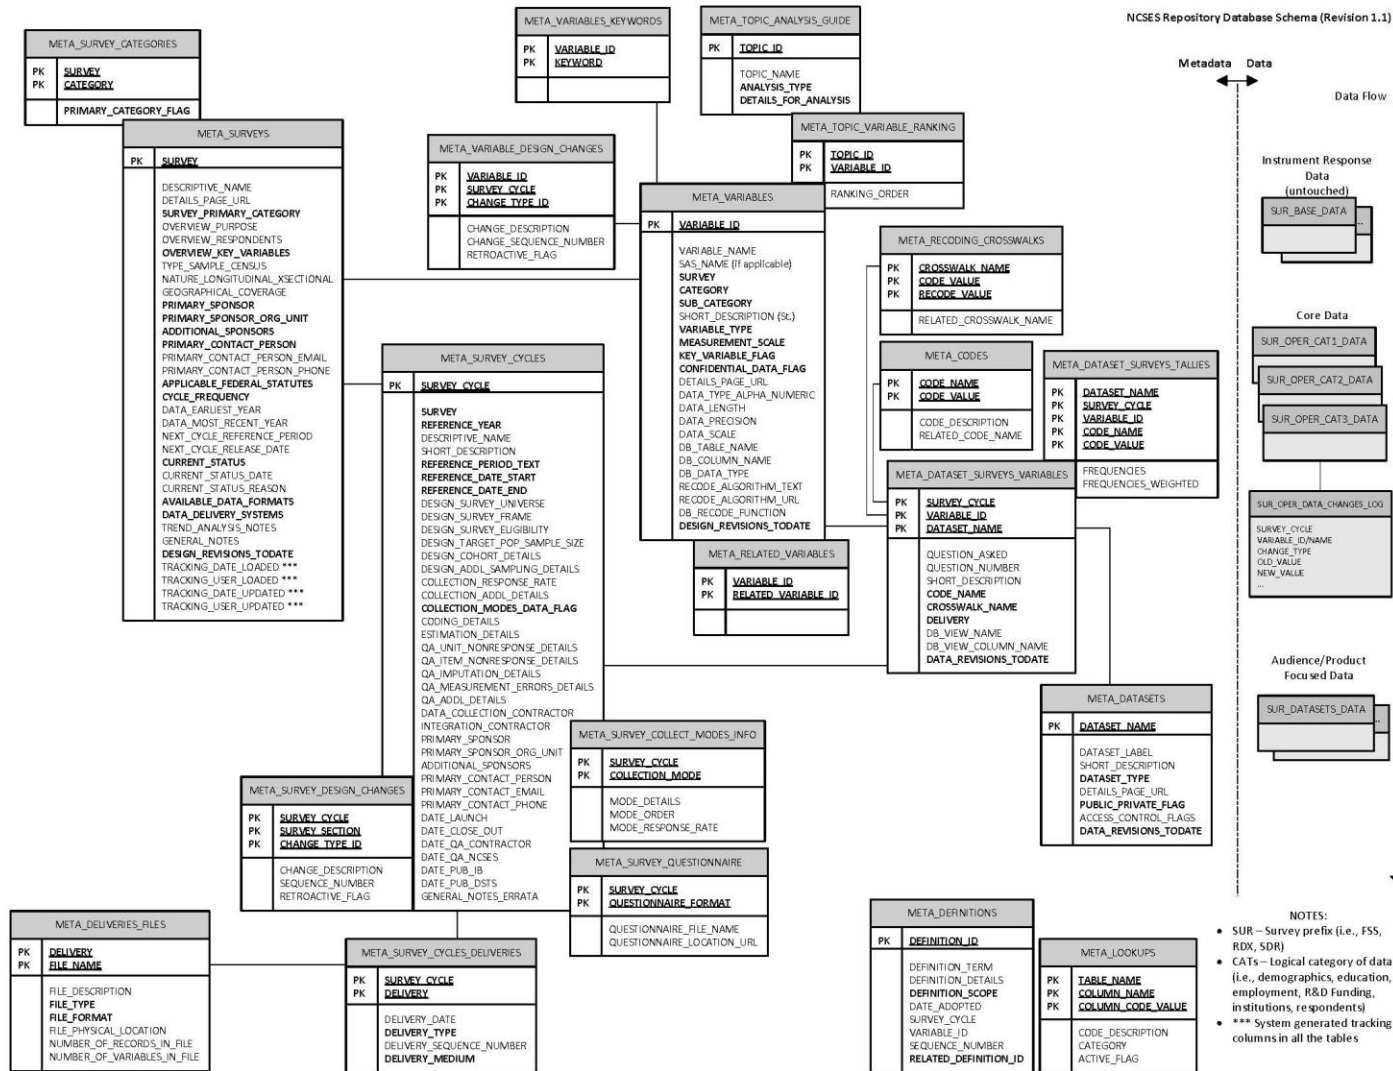 NCSES Repository Database Schema (Revision 1.1)
Metadata Data
Data Flow
META_SURVEY_CATEGORIES
PK SURVEY
PK CATEGORY
PRIMARY_CATEGORY_FLAG
META_SURVEYS
PK SURVEY
DESCRIPTIVE_NAME
DETAILS_PAGE_URL
SURVEY_PRIMARY_CATEGORY
OVERVIEW_PURPOSE
OVERVIEW_RESPONDENTS
OVERVIEW_KEY_VARIABLES
TYPE_SAMPLE_CENSUS
NATURE_LONGITUDINAL_XSECTIONAL
GEOGRAPHICAL_COVERAGE
PRIMARY_SPONSOR
PRIMARY_SPONSOR_ORG_UNIT
ADDITIONAL_SPONSORS
PRIMARY_CONTACT_PERSON
PRIMARY_CONTACT_PERSON_EMAIL
PRIMARY_CONTACT_PERSON_PHONE
APPLICABLE_FEDERAL_STATUTES
CYCLE_FREQUENCY
DATA_EARLIEST_YEAR
DATA_MOST_RECENT_YEAR
NEXT_CYCLE_REFERENCE_PERIOD
NEXT_CYCLE_RELEASE_DATE
CURRENT_STATUS
CURRENT_STATUS_DATE
CURRENT_STATUS_REASON
AVAILABLE_DATA_FORMATS
DATA_DELIVERY_SYSTEMS
TREND_ANALYSIS_NOTES
GENERAL_NOTES
DESIGN_REVISIONS_TODATE
TRACKING_DATE_LOADED ***
TRACKING_USER_LOADED ***
TRACKING_DATE_UPDATED ***
TRACKING_USER_UPDATED ***
META_VARIABLES_KEYWORDS
PK VARIABLE_ID
PK KEYWORD
META_TOPIC_ANALYSIS_GUIDE
PK TOPIC_ID
TOPIC_NAME
ANALYSIS_TYPE
DETAILS_FOR_ANALYSIS
META_TOPIC_VARIABLE_RANKING
PK TOPIC_ID
PK VARIABLE_ID
RANKING_ORDER
META_VARIABLE_DESIGN_CHANGES
PK VARIABLE_ID
PK SURVEY_CYCLE
PK CHANGE_TYPE_ID
CHANGE_DESCRIPTION
CHANGE_SEQUENCE_NUMBER
RETROACTIVE_FLAG
META_VARIABLES
PK VARIABLE_ID
VARIABLE_NAME
SAS_NAME (if applicable)
SURVEY
CATEGORY
SUB_CATEGORY
SHORT_DESCRIPTION (St.)
VARIABLE_TYPE
MEASUREMENT_SCALE
KEY_VARIABLE_FLAG
CONFIDENTIAL_DATA_FLAG
DETAILS_PAGE_URL
DATA_TYPE_ALPHA_NUMERIC
DATA_LENGTH
DATA_PRECISION
DATA_SCALE
DB_TABLE_NAME
DB_COLUMN_NAME
DB_DATA_TYPE
RECODE_ALGORITHM_TEXT
RECODE_ALGORITHM_URL
DB_RECODE_FUNCTION
DESIGN_REVISIONS_TODATE
META_RECODING_CROSSWALKS
PK CROSSWALK_NAME
PK CODE_VALUE
PK RECODE_VALUE
RELATED_CROSSWALK_NAME
META_CODES
PK CODE_NAME
PK CODE_VALUE
CODE_DESCRIPTION
RELATED_CODE_NAME
META_DATASET_SURVEYS_TALLIES
PK DATASET_NAME
PK SURVEY_CYCLE
PK VARIABLE_ID
PK CODE_NAME
PK CODE_VALUE
FREQUENCIES
FREQUENCIES_WEIGHTED
META_DATASET_SURVEYS_VARIABLES
PK SURVEY_CYCLE
PK VARIABLE_ID
PK DATASET_NAME
QUESTION_ASKED
QUESTION_NUMBER
SHORT_DESCRIPTION
CODE_NAME
CROSSWALK_NAME
DELIVERY
DB_VIEW_NAME
DB_VIEW_COLUMN_NAME
DATA_REVISIONS_TODATE
META_RELATED_VARIABLES
PK VARIABLE_ID
PK RELATED_VARIABLE_ID
META_SURVEY_CYCLES
PK SURVEY_CYCLE
SURVEY
REFERENCE_YEAR
DESCRIPTIVE_NAME
SHORT_DESCRIPTION
REFERENCE_PERIOD_TEXT
REFERENCE_DATE_START
REFERENCE_DATE_END
DESIGN_SURVEY_UNIVERSE
DESIGN_SURVEY_FRAME
DESIGN_SURVEY_ELIGIBILITY
DESIGN_TARGET_POP_SAMPLE_SIZE
DESIGN_COHORT_DETAILS
DESIGN_ADDL_SAMPLING_DETAILS
COLLECTION_RESPONSE_RATE
COLLECTION_ADDL_DETAILS
COLLECTION_MODES_DATA_FLAG
CODING_DETAILS
ESTIMATION_DETAILS
QA_UNIT_NONRESPONSE_DETAILS
QA_ITEM_NONRESPONSE_DETAILS
QA_IMPUTATION_DETAILS
QA_MEASUREMENT_ERRORS_DETAILS
QA_ADDL_DETAILS
DATA_COLLECTION_CONTRACTOR
INTEGRATION_CONTRACTOR
PRIMARY_SPONSOR
PRIMARY_SPONSOR_ORG_UNIT
ADDITIONAL_SPONSORS
PRIMARY_CONTACT_PERSON
PRIMARY_CONTACT_EMAIL
PRIMARY_CONTACT_PHONE
DATE_LAUNCH
DATE_CLOSE_OUT
DATE_QA_CONTRACTOR
DATE_QA_NCSES
DATE_PUB_IB
DATE_PUB_DSTS
GENERAL_NOTES_ERRATA
META_SURVEY_COLLECT_MODES_INFO
PK SURVEY_CYCLE
PK COLLECTION_MODE
MODE_DETAILS
MODE_ORDER
MODE_RESPONSE_RATE
META_SURVEY_DESIGN_CHANGES
PK SURVEY_CYCLE
PK SURVEY_SECTION
PK CHANGE_TYPE_ID
CHANGE_DESCRIPTION
SEQUENCE_NUMBER
RETROACTIVE_FLAG
META_SURVEY_QUESTIONNAIRE
PK SURVEY_CYCLE
PK QUESTIONNAIRE_FORMAT
QUESTIONNAIRE_FILE_NAME
QUESTIONNAIRE_LOCATION_URL
META_DATASETS
PK DATASET_NAME
DATASET_LABEL
SHORT_DESCRIPTION
DATASET_TYPE
DETAILS_PAGE_URL
PUBLIC_PRIVATE_FLAG
ACCESS_CONTROL_FLAGS
DATA_REVISIONS_TODATE
META_DELIVERIES_FILES
PK DELIVERY
PK FILE_NAME
FILE_DESCRIPTION
FILE_TYPE
FILE_FORMAT
FILE_PHYSICAL_LOCATION
NUMBER_OF_RECORDS_IN_FILE
NUMBER_OF_VARIABLES_IN_FILE
META_SURVEY_CYCLES_DELIVERIES
PK SURVEY_CYCLE
PK DELIVERY
DELIVERY_DATE
DELIVERY_TYPE
DELIVERY_SEQUENCE_NUMBER
DELIVERY_MEDIUM
META_DEFINITIONS
PK DEFINITION_ID
DEFINITION_TERM
DEFINITION_DETAILS
DEFINITION_SCOPE
DATE_ADOPTED
SURVEY_CYCLE
VARIABLE_ID
SEQUENCE_NUMBER
RELATED_DEFINITION_ID
META_LOOKUPS
PK TABLE_NAME
PK COLUMN_NAME
PK COLUMN_CODE_VALUE
CODE_DESCRIPTION
CATEGORY
ACTIVE_FLAG
Instrument Response
Data
(untouched)
SUR_BASE_DATA
..
Core Data
SUR_OPER_CAT1_DATA
SUR_OPER_CAT2_DATA
SUR_OPER_CAT3_DATA
SUR_OPER_DATA_CHANGES_LOG
SURVEY_CYCLE
VARIABLE_ID/NAME
CHANGE_TYPE
OLD_VALUE
NEW_VALUE
...
Audience/Product
Focused Data
SUR_DATASETS_DATA
..
NOTES:
• SUR – Survey prefix (i.e., FSS,
RDX, SDR)
• CATs – Logical category of data
(i.e., demographics, education,
employment, R&D Funding,
institutions, respondents)
• *** System generated tracking
columns in all the tables